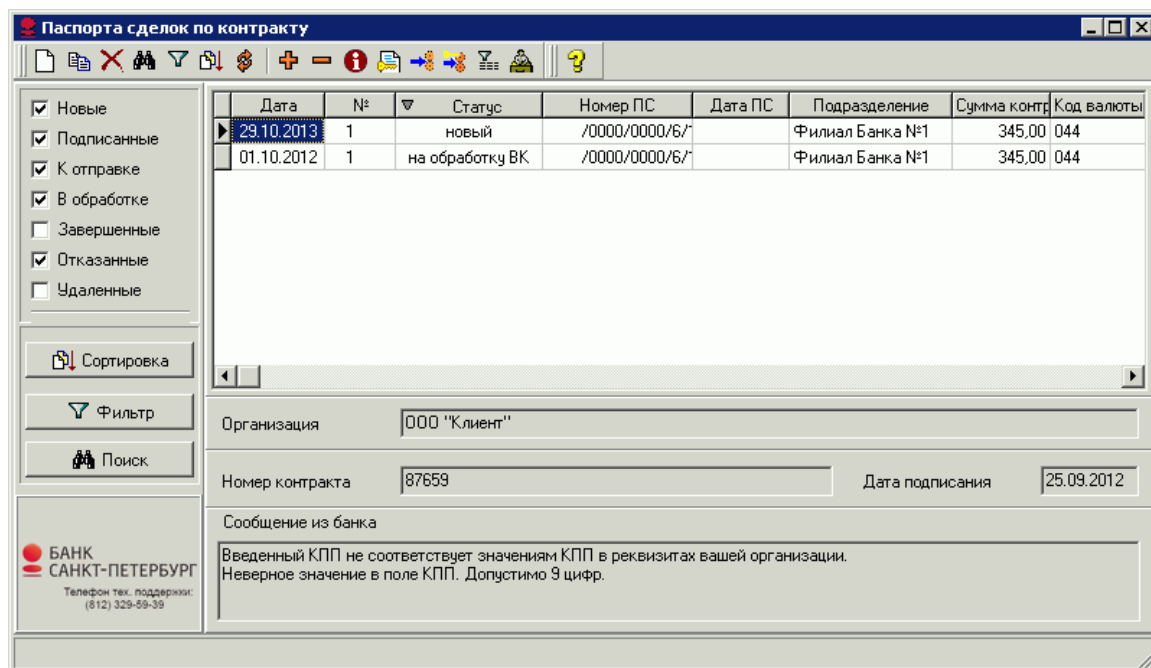 Паспорта сделок по контракту
Новые
Подписанные
К отправке
В обработке
Завершенные
Отказанные
Удаленные
Сортировка
Фильтр
Поиск
БАНК
САНКТ-ПЕТЕРБУРГ
Телефон тех. поддержки:
(812) 329-59-39
Дата № Статус Номер ПС Дата ПС Подразделение Сумма контр Код валюты
29.10.2013 1 новый /0000/0000/6/1 Филиал Банка №1 345,00 044
01.10.2012 1 на обработку ВК /0000/0000/6/ Филиал Банка №1 345,00 044
Организация ООО "Клиент"
Номер контракта 87659 Дата подписания 25.09.2012
Сообщение из банка
Введенный КПП не соответствует значениям КПП в реквизитах вашей организации.
Неверное значение в поле КПП. Допустимо 9 цифр.